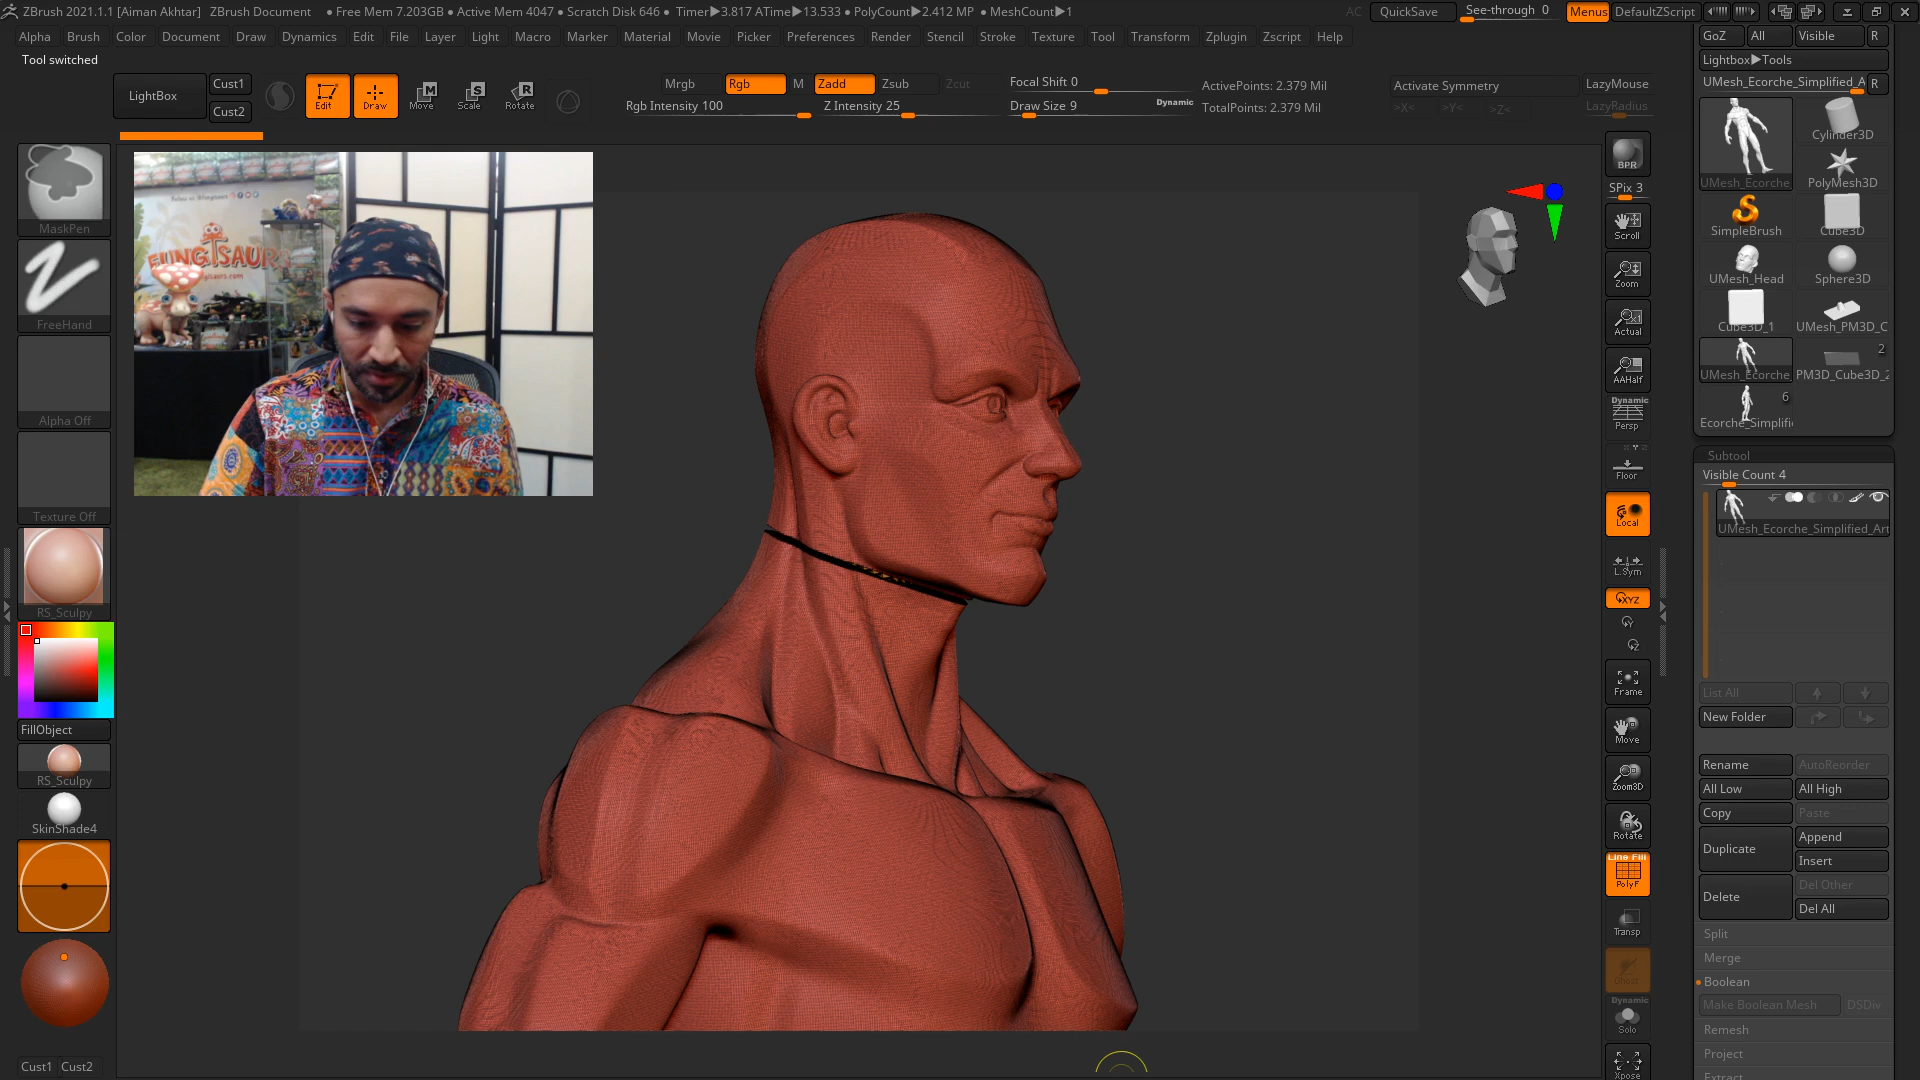 ZBrush 2021.1.1 [Aiman Akhtar] ZBrush Document • Free Mem 7.203GB • Active Mem 4047 • Scratch Disk 646 • Timer▶3.817 ATime▶13.533 • PolyCount▶2.412 MP • MeshCount▶1 AC QuickSave See-through 0 Menus DefaultZScript
Alpha Brush Color Document Draw Dynamics Edit File Layer Light Macro Marker Material Movie Picker Preferences Render Stencil Stroke Texture Tool Transform Zplugin Zscript Help
Tool switched
LightBox
Cust1
Cust2
Edit
Draw
Move
Scale
Rotate
Mrgb Rgb M Zadd Zsub Zcut
Rgb Intensity 100 Z Intensity 25
Focal Shift 0
Draw Size 9 Dynamic
ActivePoints: 2.379 Mil
TotalPoints: 2.379 Mil
Activate Symmetry
>X< >Y< >Z<
LazyMouse
LazyRadius
MaskPen
FreeHand
Alpha Off
Texture Off
RS_Sculpy
FillObject
RS_Sculpy
SkinShade4
Cust1 Cust2
FUNGISAURS
BPR
SPix 3
Scroll
Zoom
Actual
AAHalf
Dynamic
Persp
Floor
Local
L.Sym
XYZ
Frame
Move
Zoom3D
Rotate
Line Fill
PolyF
Transp
Ghost
Dynamic
Solo
Xpose
GoZ All Visible R
Lightbox▶Tools
UMesh_Ecorche_Simplified_A R
UMesh_Ecorche
Cylinder3D
PolyMesh3D
SimpleBrush Cube3D
UMesh_Head Sphere3D
Cube3D_1 UMesh_PM3D_C
2
UMesh_Ecorche PM3D_Cube3D_2
6
Ecorche_Simplifi
Subtool
Visible Count 4
UMesh_Ecorche_Simplified_Art
List All
New Folder
Rename AutoReorder
All Low All High
Copy Paste
Duplicate Append
Insert
Delete Del Other
Del All
Split
Merge
Boolean
Make Boolean Mesh DSDiv
Remesh
Project
Extract